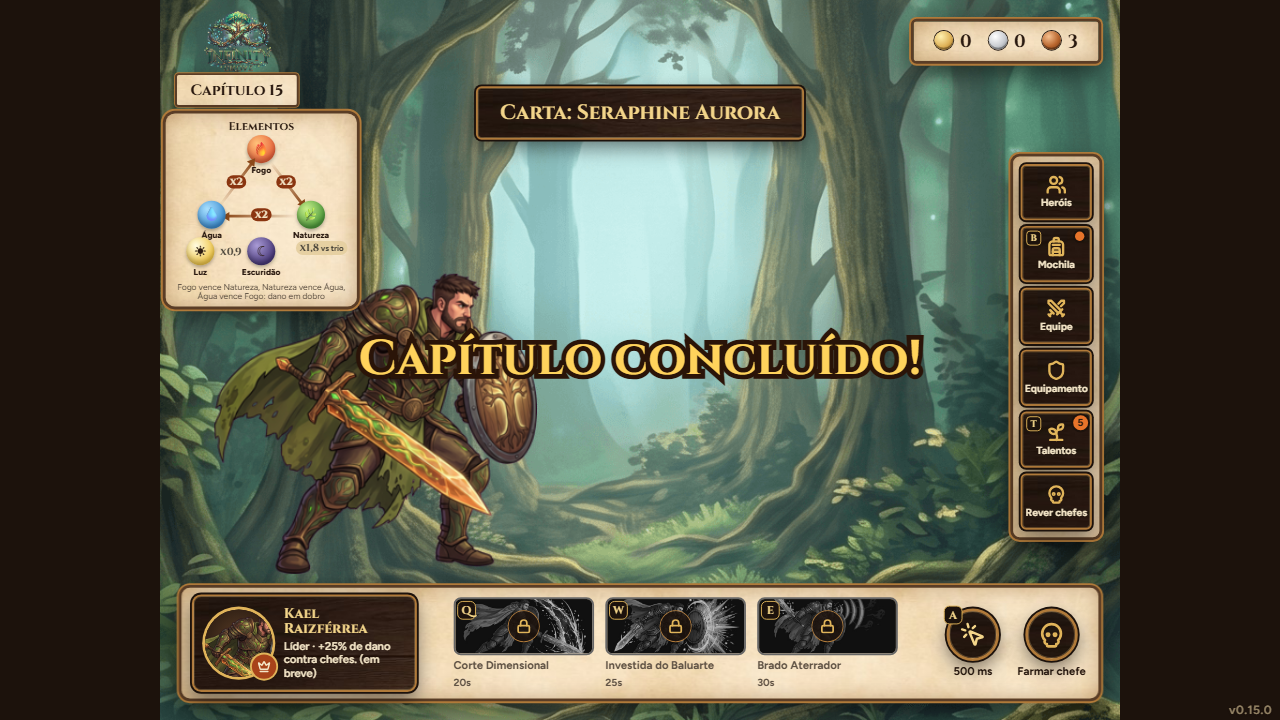 Capítulo 15
0
0
3
Carta: Seraphine Aurora
Elementos
Fogo
x2
x2
x2
Água
Natureza
x1,8 vs trio
x0,9
Luz
Escuridão
Fogo vence Natureza, Natureza vence Água,
Água vence Fogo: dano em dobro
Heróis
B
Mochila
Equipe
Equipamento
T
5
Talentos
Rever chefes
Capítulo concluído!
Kael
Raizférrea
Líder · +25% de dano
contra chefes. (em
breve)
Q
Corte Dimensional
20s
W
Investida do Baluarte
25s
E
Brado Aterrador
30s
A
500 ms
Farmar chefe
v0.15.0